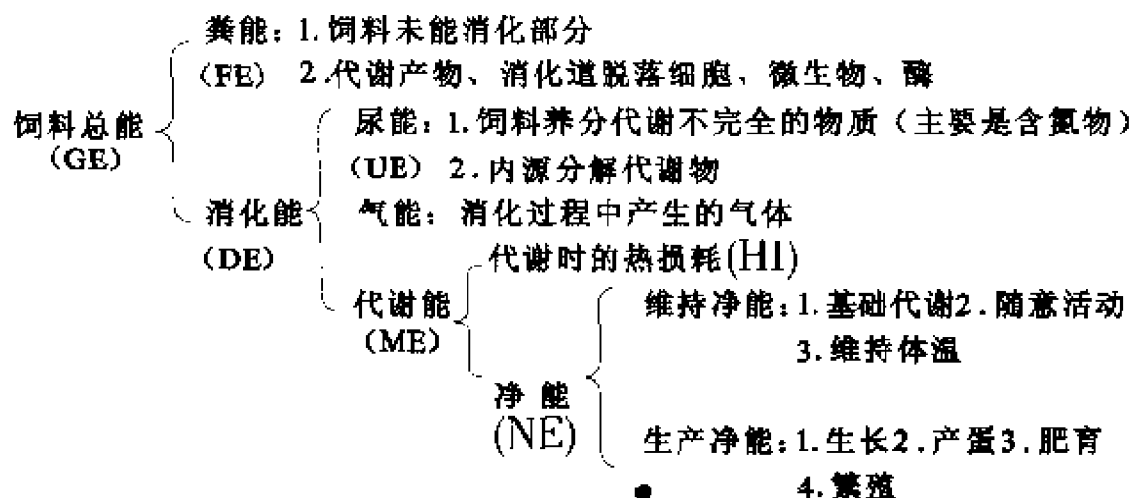 粪能：1.饲料未能消化部分
(FE) 2.代谢产物、消化道脱落细胞、微生物、酶
饲料总能
(GE)
尿能：1.饲料养分代谢不完全的物质（主要是含氮物）
(UE) 2.内源分解代谢物
消化能
(DE)
气能：消化过程中产生的气体
代谢时的热损耗(HI)
代谢能
(ME)
维持净能：1.基础代谢2.随意活动
3.维持体温
净能
(NE)
生产净能：1.生长2.产蛋3.肥育
4.繁殖